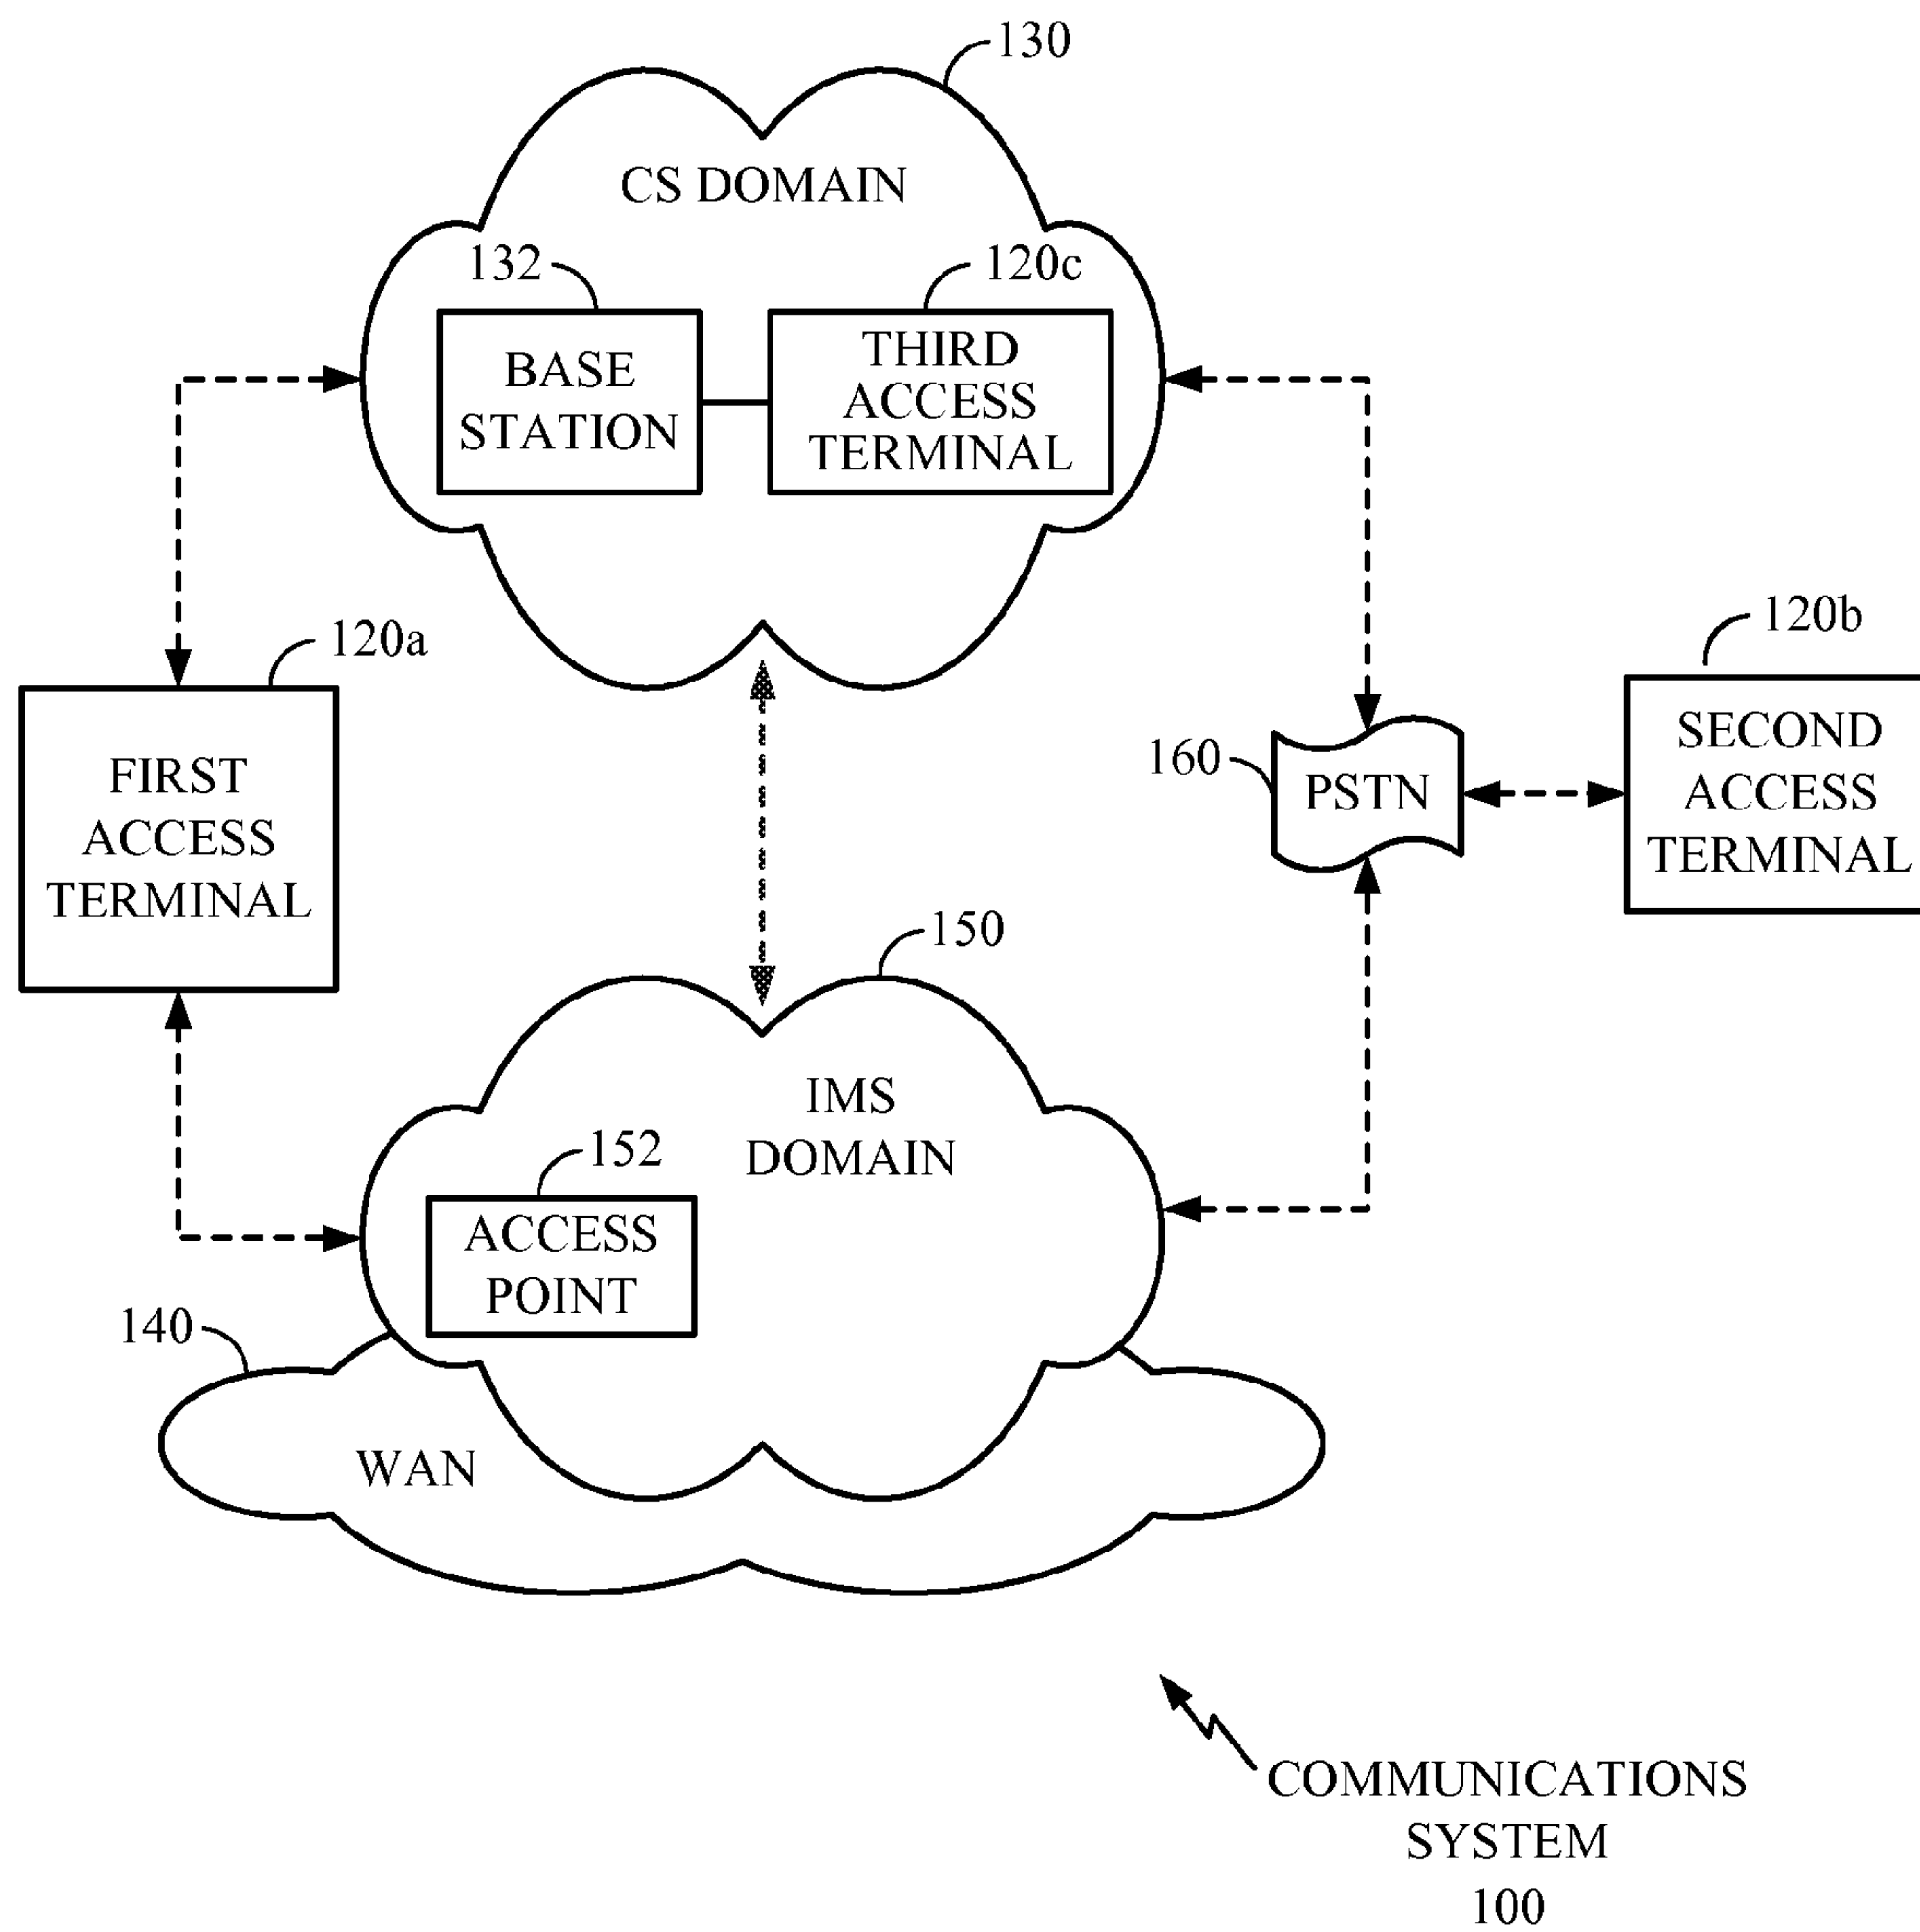 130
CS DOMAIN
132
120c
BASE
STATION
THIRD
ACCESS
TERMINAL
120a
120b
FIRST
ACCESS
TERMINAL
160
PSTN
SECOND
ACCESS
TERMINAL
150
IMS
DOMAIN
152
ACCESS
POINT
140
WAN
COMMUNICATIONS
SYSTEM
100